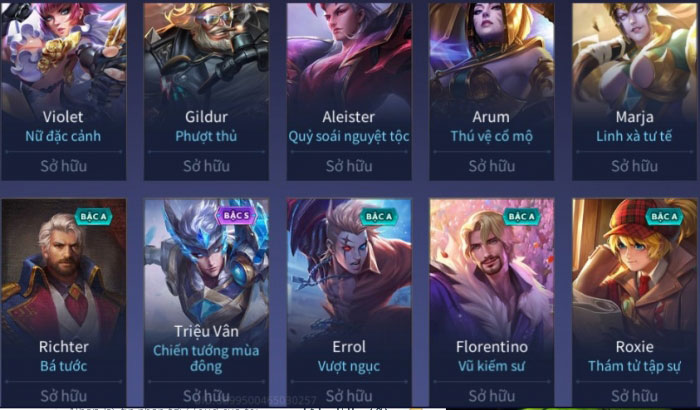 Violet
Nữ đặc cảnh
Sở hữu
Gildur
Phượt thủ
Sở hữu
Aleister
Quỷ soái nguyệt tộc
Sở hữu
Arum
Thú vệ cổ mộ
Sở hữu
Marja
Linh xà tư tế
Sở hữu
Richter
BẬC A
Bá tước
Sở hữu
BẬC S
Triệu Vân
Chiến tướng mùa
đông
Sở hữu
BẬC A
Errol
Vượt ngục
Sở hữu
BẬC A
Florentino
Vũ kiếm sư
Sở hữu
BẬC A
Roxie
Thám tử tập sự
Sở hữu